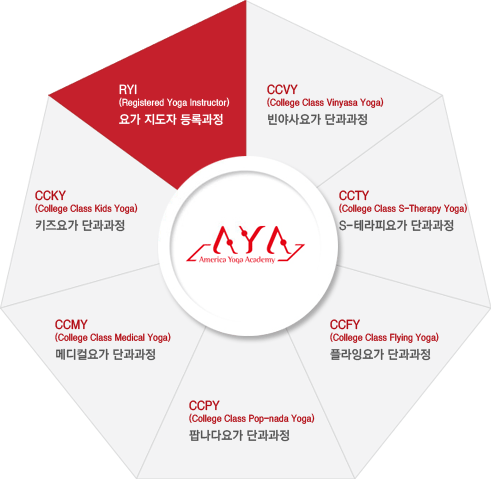 RYI
(Registered Yoga Instructor)
요가 지도자 등록과정
CCVY
(College Class Vinyasa Yoga)
빈야사요가 단과과정
CCKY
(College Class Kids Yoga)
키즈요가 단과과정
CCTY
(College Class S-Therapy Yoga)
S-테라피요가 단과과정
AYA
America Yoga Academy
CCMY
(College Class Medical Yoga)
메디컬요가 단과과정
CCFY
(College Class Flying Yoga)
플라잉요가 단과과정
CCPY
(College Class Pop-nada Yoga)
팝나다요가 단과과정